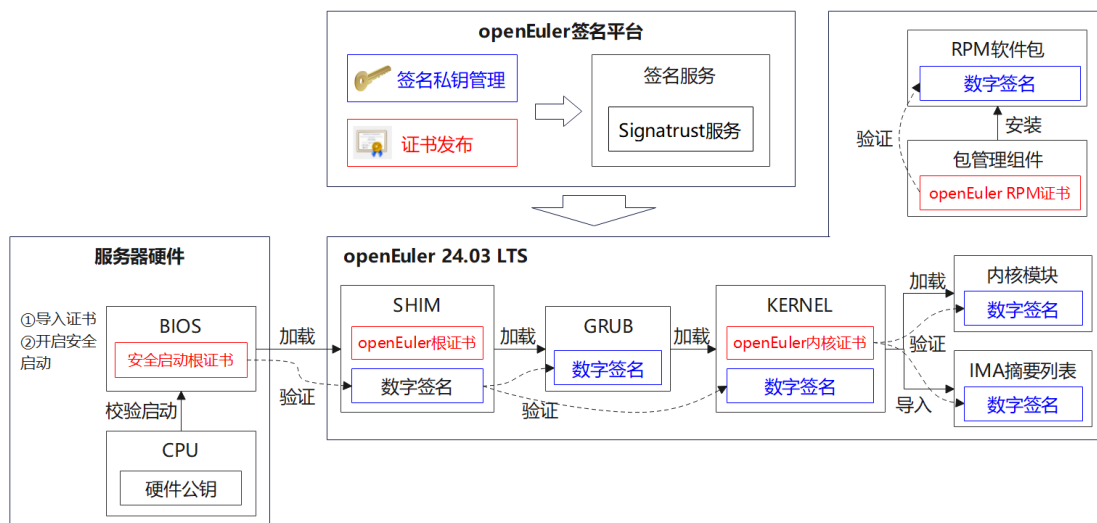 openEuler签名平台
签名私钥管理
证书发布
签名服务
Signatrust服务
RPM软件包
数字签名
验证
安装
包管理组件
openEuler RPM证书
服务器硬件
①导入证书
②开启安全
启动
BIOS
安全启动根证书
校验启动
CPU
硬件公钥
加载
验证
openEuler 24.03 LTS
SHIM
openEuler根证书
数字签名
加载
验证
GRUB
数字签名
加载
KERNEL
openEuler内核证书
数字签名
加载
验证
导入
内核模块
数字签名
IMA摘要列表
数字签名